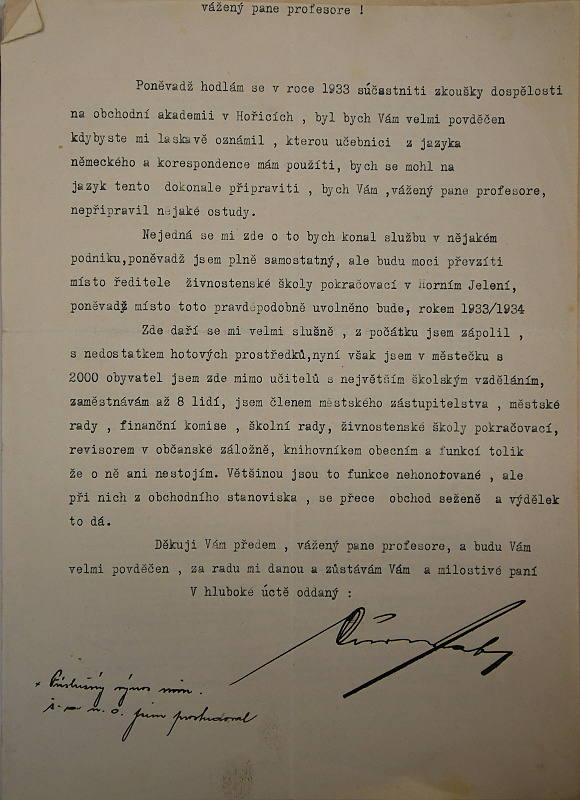 vážený pane profesore !
Poněvadž hodlám se v roce 1933 súčastniti zkoušky dospělosti
na obchodní akademii v Hořicích , byl bych Vám velmi povděčen
kdybyste mi laskavě oznámil , kterou učebnici z jazyka
německého a korespondence mám použíti, bych se mohl na
jazyk tento dokonale připraviti , bych Vám ,vážený pane profesore,
nepřipravil nějaké ostudy.
Nejedná se mi zde o to bych konal službu v nějakém
podniku,poněvadž jsem plně samostatný, ale budu moci převzíti
místo ředitele živnostenské školy pokračovací v Horním Jelení,
poněvadž místo toto pravděpodobně uvolněno bude, rokem 1933/1934
Zde daří se mi velmi slušně , z počátku jsem zápolil ,
s nedostatkem hotových prostředků,nyní však jsem v městečku s
2000 obyvatel jsem zde mimo učitelů s největším školským vzděláním,
zaměstnávám až 8 lidí, jsem členem městského zástupitelstva , městské
rady , finanční komise , školní rady, živnostenské školy pokračovací,
revisorem v občanské záložně, knihovníkem obecním a funkcí tolik
že o ně ani nestojím. Většinou jsou to funkce nehonotované , ale
při nich z obchodního stanoviska , se přece obchod seženě a výdělek
to dá.
Děkuji Vám předem , vážený pane profesore, a budu Vám
velmi povděčen , za radu mi danou a zůstávám Vám a milostivé paní
V hluboké úctě oddaný :
Příslušný výnos min.
jsem prostudoval